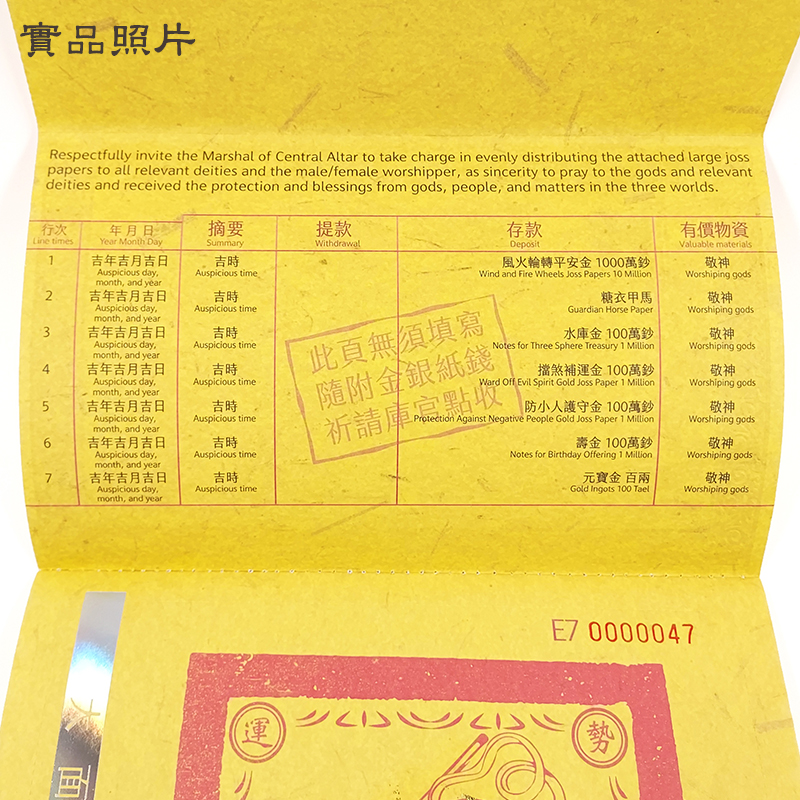 實品照片
Respectfully invite the Marshal of Central Altar to take charge in evenly distributing the attached large joss
papers to all relevant deities and the male/female worshipper, as sincerity to pray to the gods and relevant
deities and received the protection and blessings from gods, people, and matters in the three worlds.
行次 年月日 摘要 提款 存款 有價物資
Line times Year Month Day Summary Withdrawal Deposit Valuable materials
1 吉年吉月吉日 吉時 風火輪轉平安金 1000萬鈔 敬神
Auspicious day, month, and year Auspicious time Wind and Fire Wheels Joss Papers 10 Million Worshiping gods
2 吉年吉月吉日 吉時 糖衣甲馬 敬神
Auspicious day, month, and year Auspicious time Guardian Horse Paper Worshiping gods
3 吉年吉月吉日 吉時 水庫金 100萬鈔 敬神
Auspicious day, month, and year Auspicious time Notes for Three Sphere Treasury 1 Million Worshiping gods
4 吉年吉月吉日 吉時 擋煞補運金 100萬鈔 敬神
Auspicious day, month, and year Auspicious time Ward Off Evil Spirit Gold Joss Paper 1 Million Worshiping gods
5 吉年吉月吉日 吉時 防小人護守金 100萬鈔 敬神
Auspicious day, month, and year Auspicious time Protection Against Negative People Gold Joss Paper 1 Million Worshiping gods
6 吉年吉月吉日 吉時 壽金 100萬鈔 敬神
Auspicious day, month, and year Auspicious time Notes for Birthday Offering 1 Million Worshiping gods
7 吉年吉月吉日 吉時 元寶金 百兩 敬神
Auspicious day, month, and year Auspicious time Gold Ingots 100 Tael Worshiping gods
此頁無須填寫
隨附金銀紙錢
祈請庫官點收
E7 0000047
運 勢